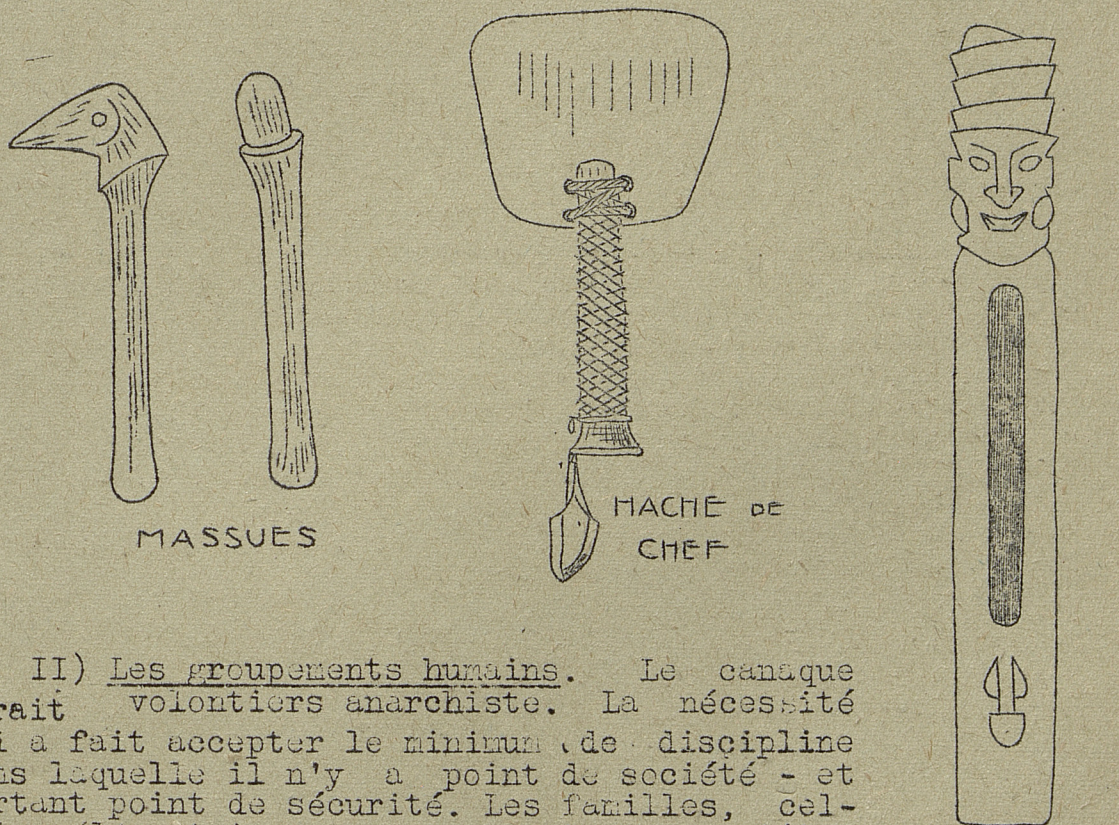 MASSUES
HACHE DE
CHEF
II) Les groupements humains. Le canaque
rait volontiers anarchiste. La nécessité
i a fait accepter le minimum de discipline
ns laquelle il n'y a point de société - et
rtant point de sécurité. Les familles, cel-